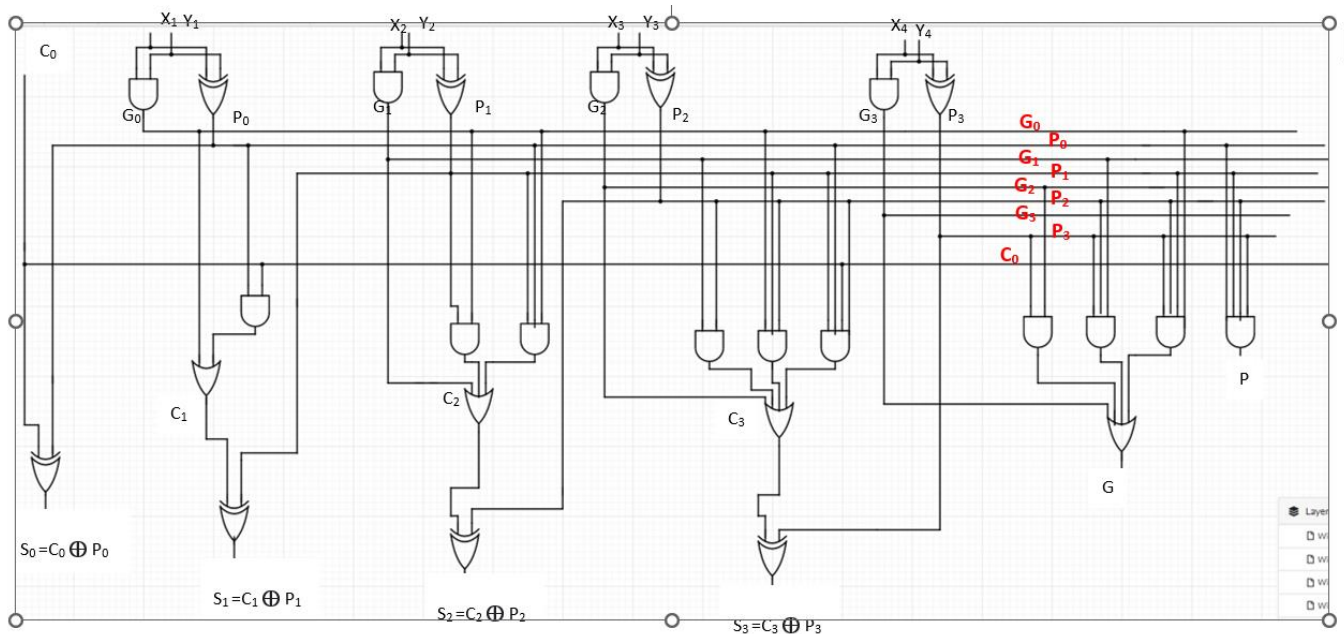 X₁ Y₁
X₂ Y₂
X₃ Y₃
X₄ Y₄
C₀
G₀
P₀
G₁
P₁
G₂
P₂
G₃
P₃
G₀
P₀
G₁
P₁
G₂
P₂
G₃
P₃
C₀
C₁
C₂
C₃
P
G
Layer
S₀=C₀⊕P₀
S₁=C₁⊕P₁
S₂=C₂⊕P₂
S₃=C₃⊕P₃